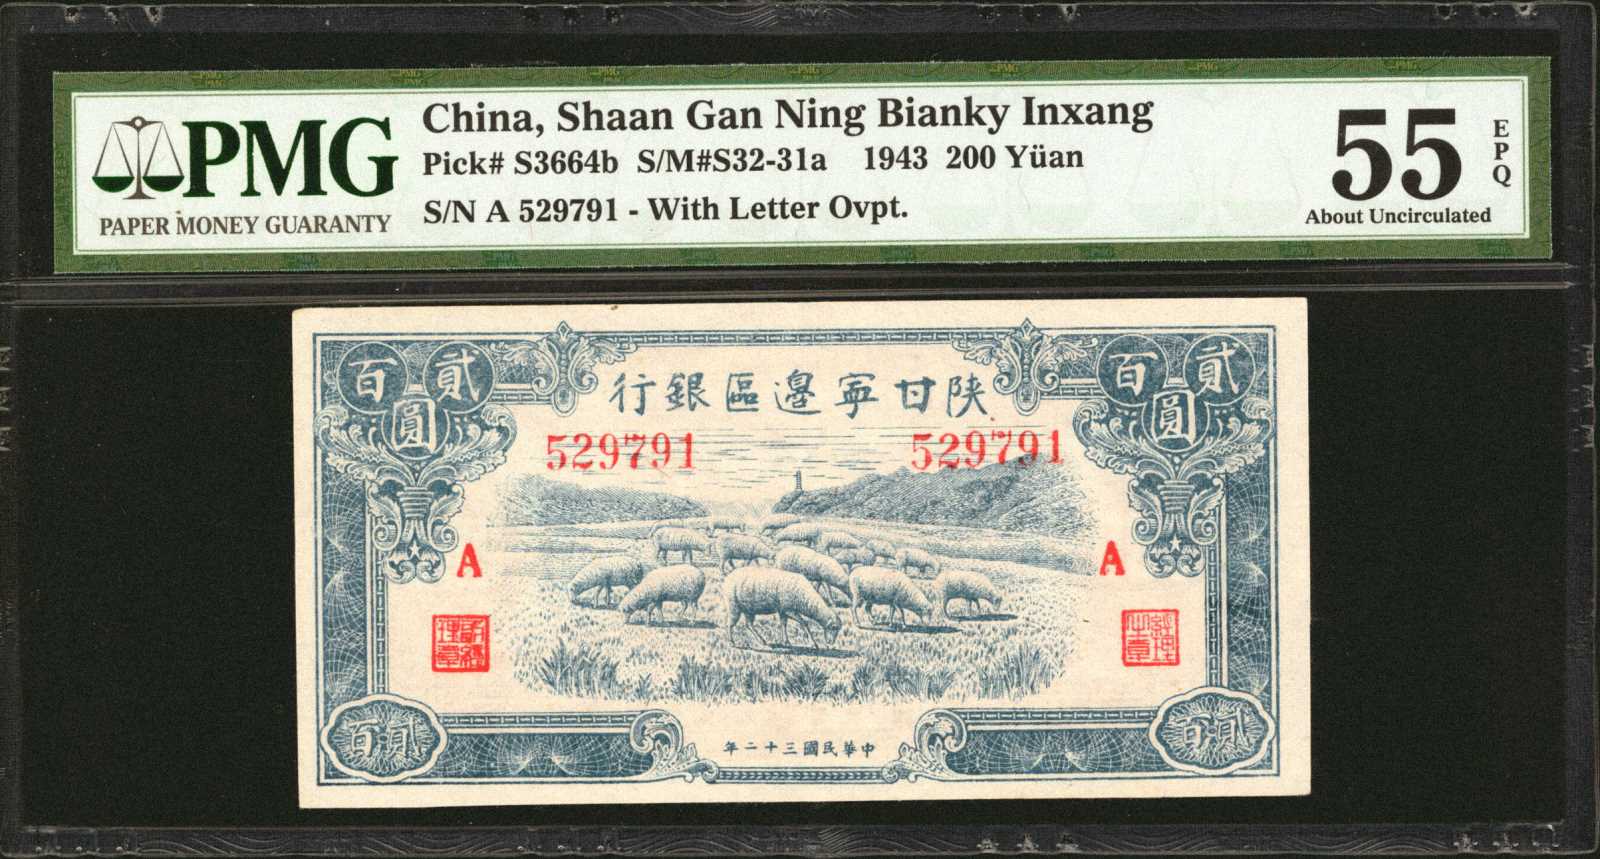 PMG
PAPER MONEY GUARANTY
China, Shaan Gan Ning Bianky Inxang
Pick# S3664b S/M#S32-31a 1943 200 Yüan
S/N A 529791 - With Letter Ovpt.
55
EPQ
About Uncirculated
貳百圓
貳百圓
陝甘寧邊區銀行
529791 529791
A A
貳百
貳百
中華民國三十二年